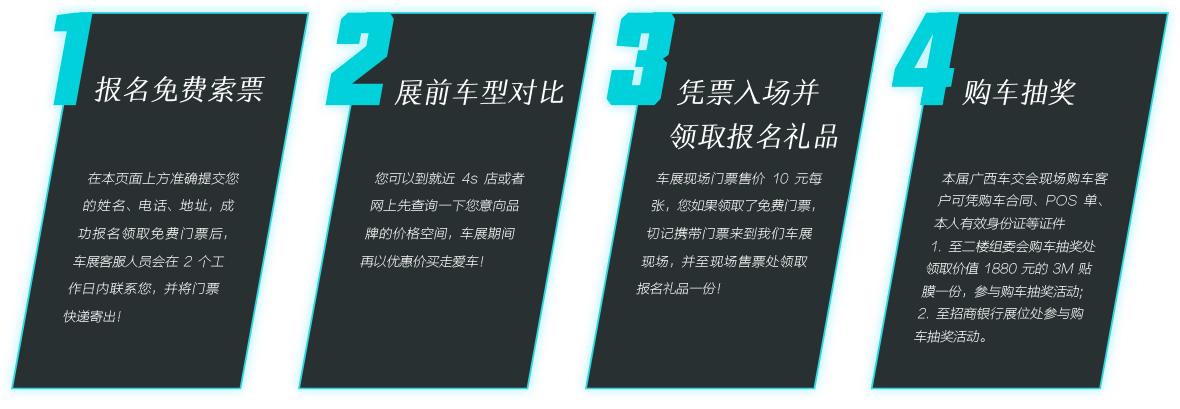 1
报名免费索票
在本页面上方准确提交您
的姓名、电话、地址，成
功报名领取免费门票后，
车展客服人员会在 2 个工
作日内联系您，并将门票
快递寄出！
2
展前车型对比
您可以到就近 4s 店或者
网上先查询一下您意向品
牌的价格空间，车展期间
再以优惠价买走爱车！
3
凭票入场并
领取报名礼品
车展现场门票售价 10 元每
张，您如果领取了免费门票，
切记携带门票来到我们车展
现场，并至现场售票处领取
报名礼品一份！
4
购车抽奖
本届广西车交会现场购车客
户可凭购车合同、POS 单、
本人有效身份证等证件
1. 至二楼组委会购车抽奖处
领取价值 1880 元的 3M 贴
膜一份，参与购车抽奖活动;
2. 至招商银行展位处参与购
车抽奖活动。